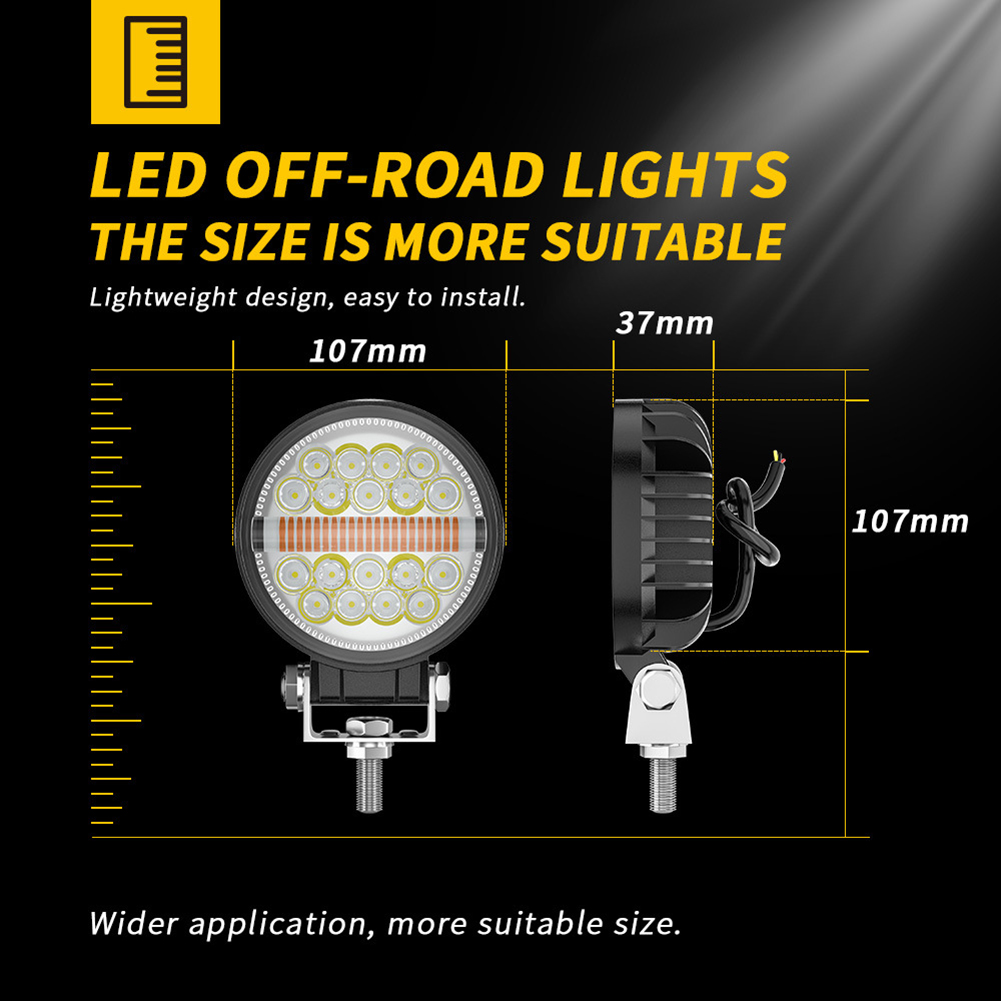 LED OFF-ROAD LIGHTS
THE SIZE IS MORE SUITABLE
Lightweight design, easy to install.
37mm
107mm
107mm
Wider application, more suitable size.